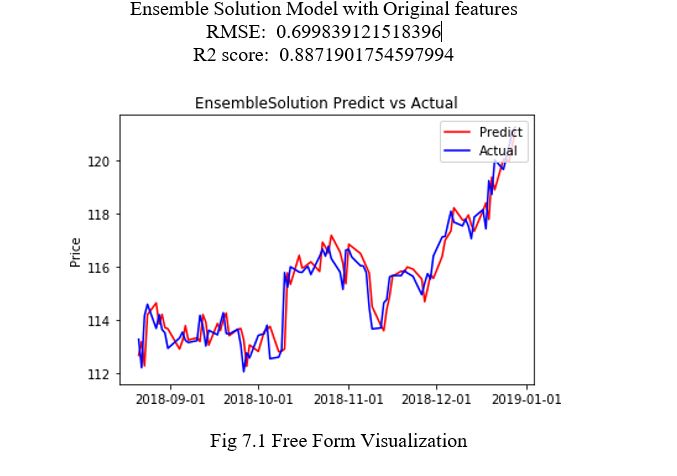 Ensemble Solution Model with Original features
RMSE: 0.699839121518396
R2 score: 0.8871901754597994
EnsembleSolution Predict vs Actual
Predict
Actual
120
118
116
114
112
Price
2018-09-01 2018-10-01 2018-11-01 2018-12-01 2019-01-01
Fig 7.1 Free Form Visualization